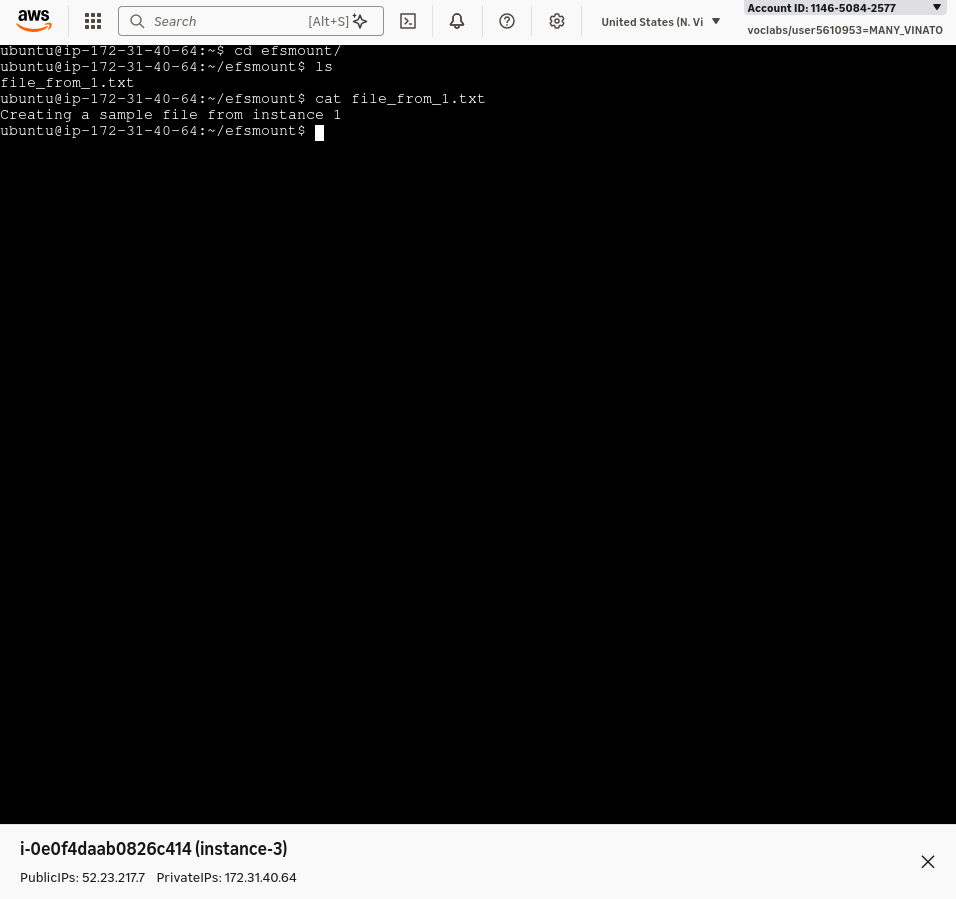 aws
Search [Alt+S]
United States (N. Vi
Account ID: 1146-5084-2577
voclabs/user5610953=MANY_VINATO
ubuntu@ip-172-31-40-64:~$ cd efsmount/
ubuntu@ip-172-31-40-64:~/efsmount$ ls
file_from_1.txt
ubuntu@ip-172-31-40-64:~/efsmount$ cat file_from_1.txt
Creating a sample file from instance 1
ubuntu@ip-172-31-40-64:~/efsmount$
i-0e0f4daab0826c414 (instance-3)
PublicIPs: 52.23.217.7 PrivateIPs: 172.31.40.64